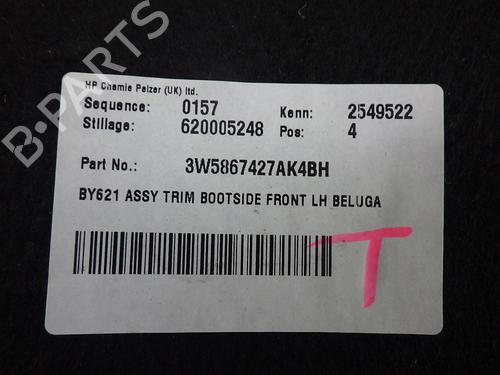 B-PARTS
HP Chemie Pelzer (UK) ltd.
Sequence: 0157 Kenn: 2549522
Stillage: 620005248 Pos: 4
Part No.: 3W5867427AK4BH
BY621 ASSY TRIM BOOTSIDE FRONT LH BELUGA
T